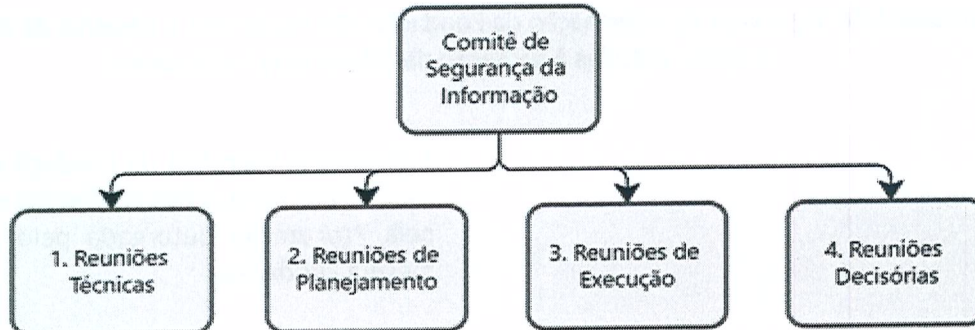 Comitê de
Segurança da
Informação
1. Reuniões
Técnicas
2. Reuniões de
Planejamento
3. Reuniões de
Execução
4. Reuniões
Decisórias